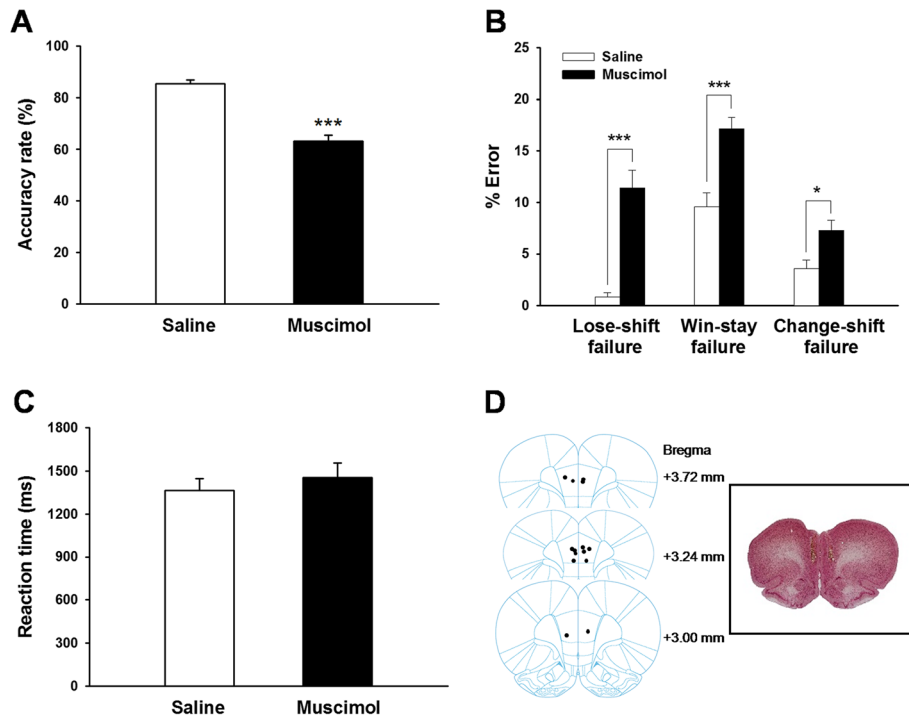 A
Accuracy rate (%)
100
80
60
40
20
0
***
Saline
Muscimol
B
% Error
25
20
15
10
5
0
Saline
Muscimol
***
***
*
Lose-shift
failure
Win-stay
failure
Change-shift
failure
C
Reaction time (ms)
1800
1500
1200
900
600
300
0
Saline
Muscimol
D
Bregma
+3.72 mm
+3.24 mm
+3.00 mm